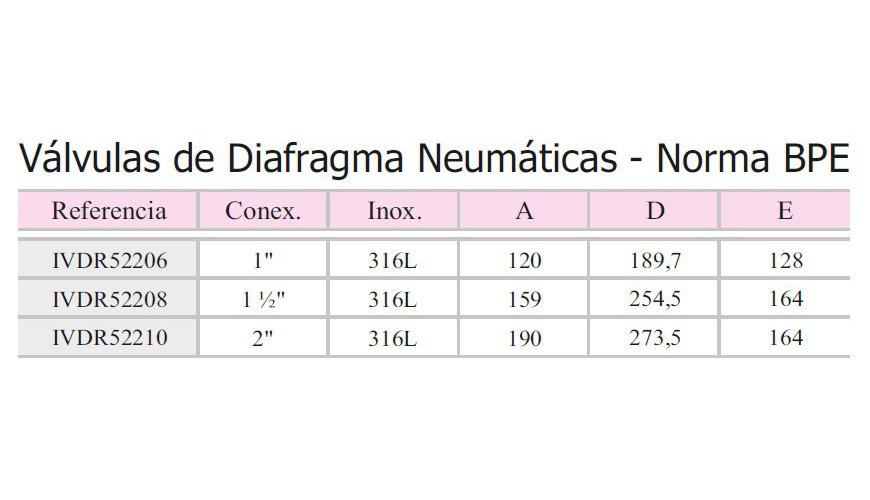 Válvulas de Diafragma Neumáticas - Norma BPE
Referencia Conex. Inox. A D E
IVDR52206 1" 316L 120 189,7 128
IVDR52208 1 ½" 316L 159 254,5 164
IVDR52210 2" 316L 190 273,5 164